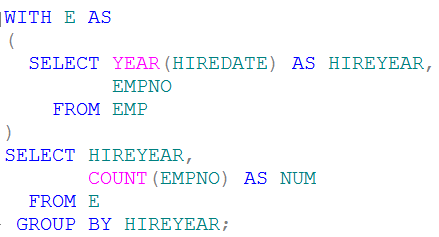 WITH E AS
(
  SELECT YEAR(HIREDATE) AS HIREYEAR,
         EMPNO
    FROM EMP
)
SELECT HIREYEAR,
       COUNT(EMPNO) AS NUM
  FROM E
 GROUP BY HIREYEAR;